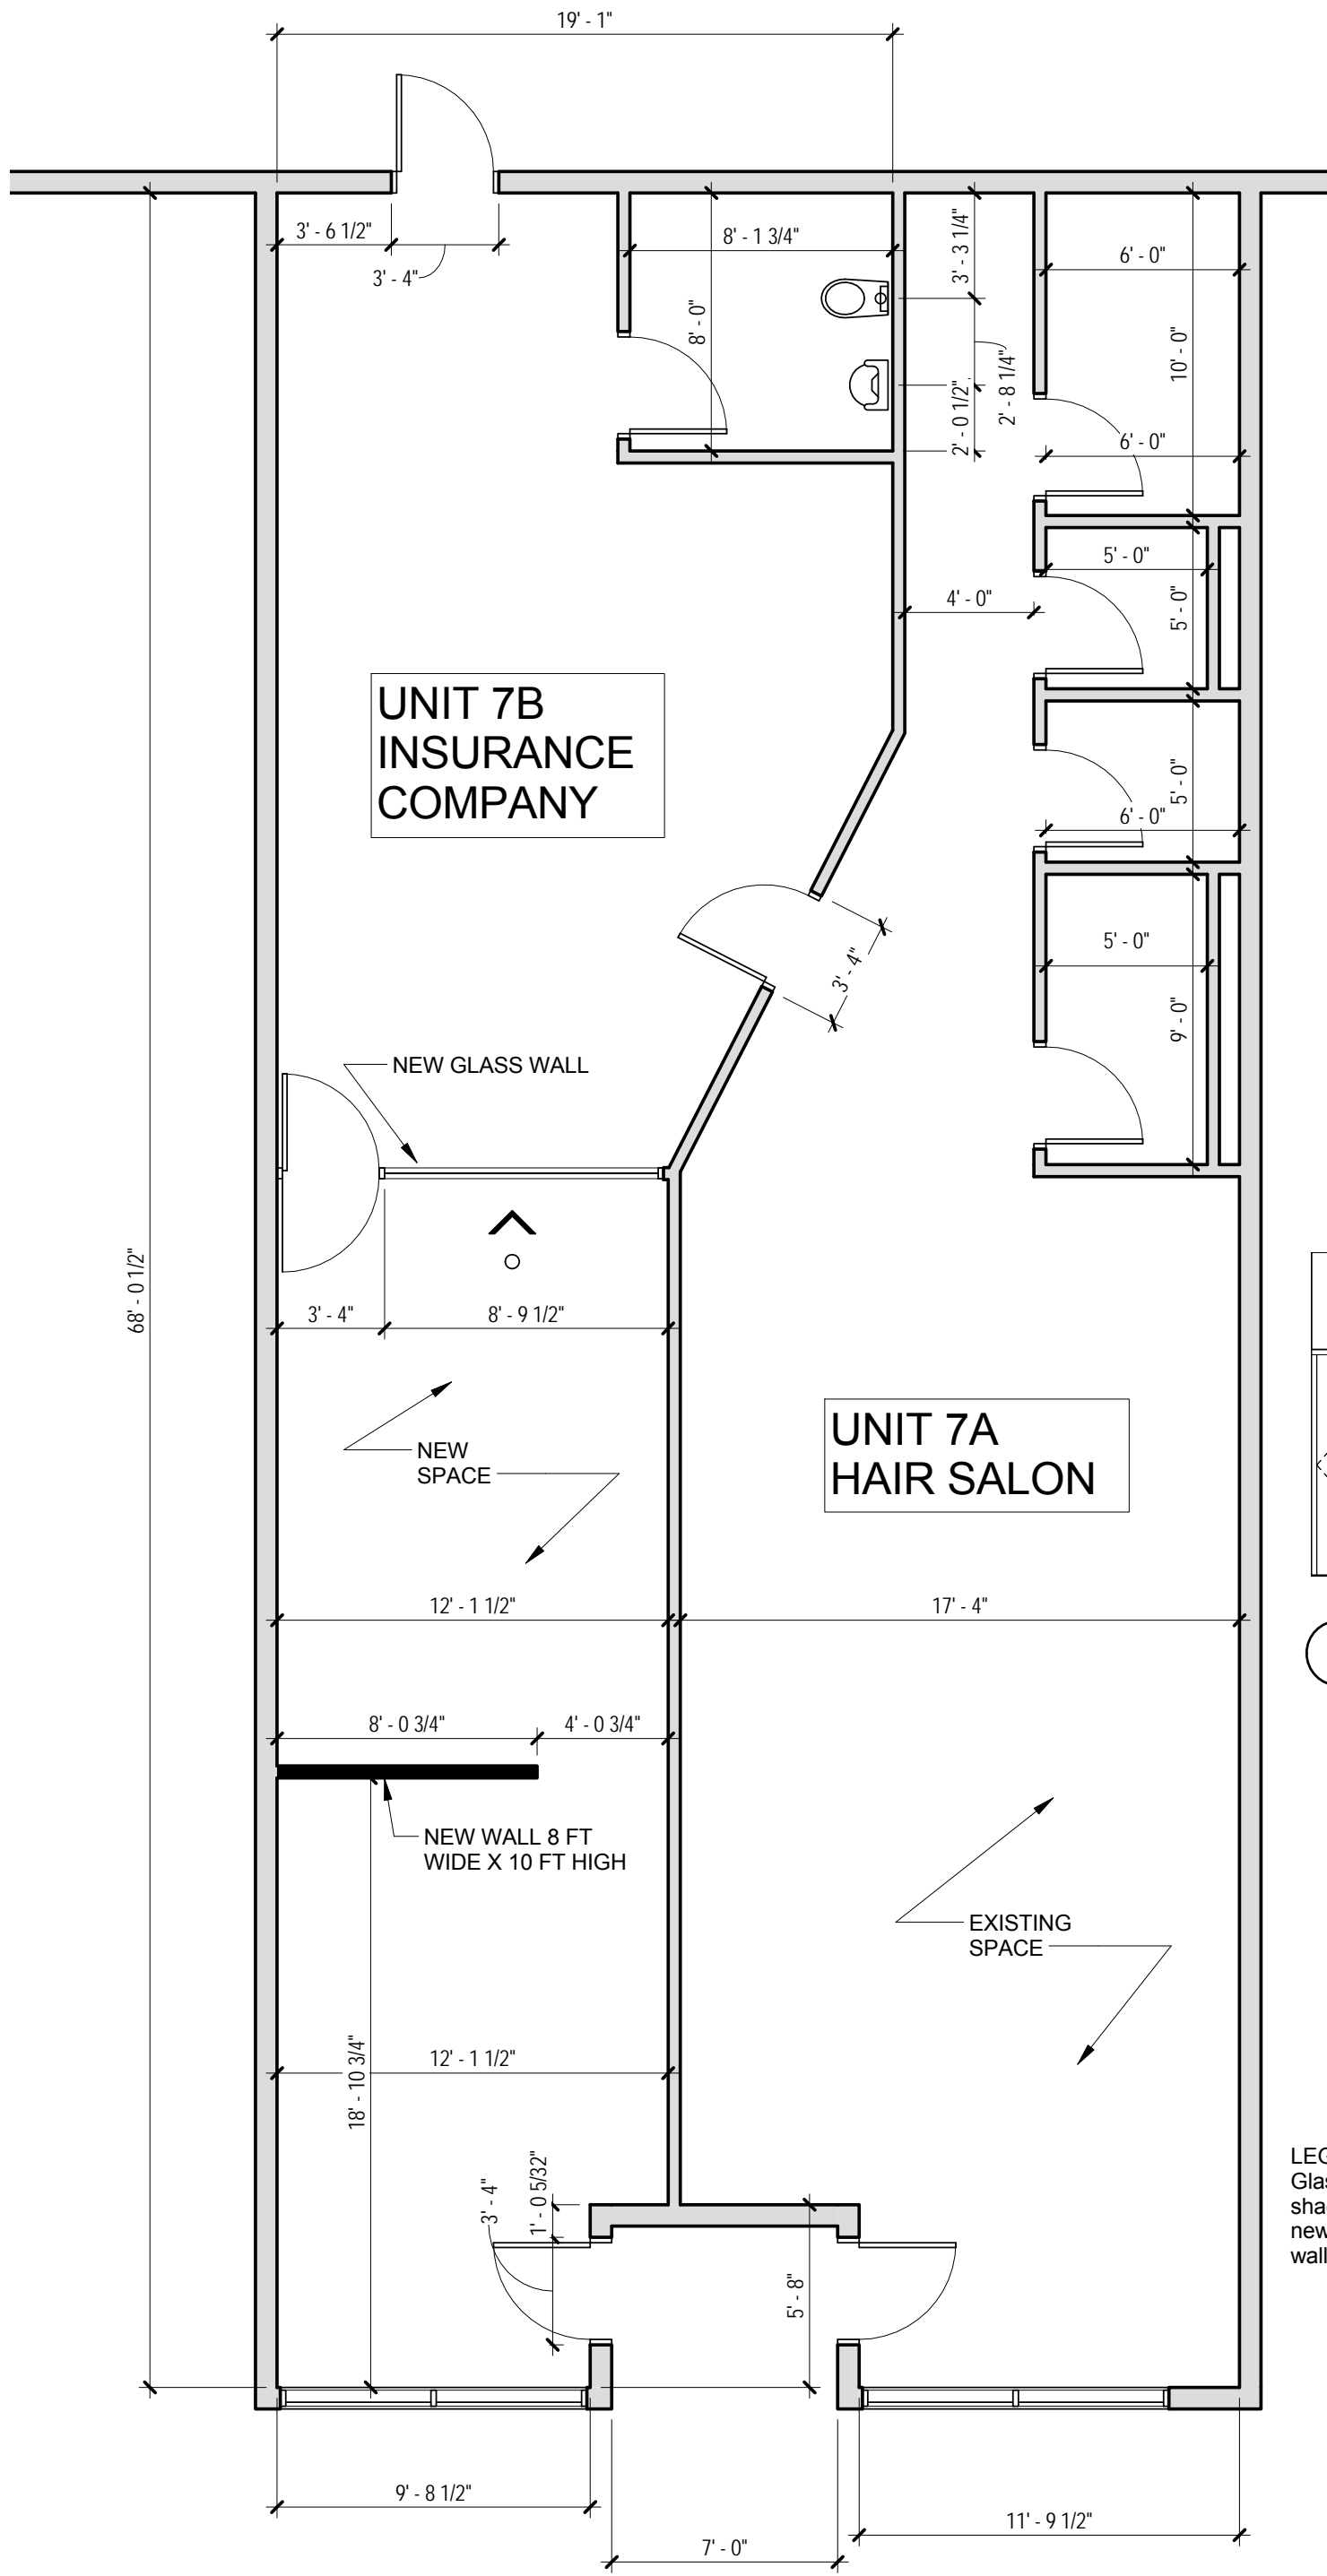 19' - 1"
3' - 6 1/2"
3' - 4"
8' - 1 3/4"
8' - 0"
3' - 3 1/4"
2' - 8 1/4"
2' - 0 1/2"
6' - 0"
10' - 0"
6' - 0"
5' - 0"
5' - 0"
4' - 0"
UNIT 7B
INSURANCE
COMPANY
5' - 0"
6' - 0"
3' - 4"
5' - 0"
9' - 0"
NEW GLASS WALL
68' - 0 1/2"
3' - 4"
8' - 9 1/2"
NEW
SPACE
UNIT 7A
HAIR SALON
12' - 1 1/2"
17' - 4"
8' - 0 3/4"
4' - 0 3/4"
NEW WALL 8 FT
WIDE X 10 FT HIGH
EXISTING
SPACE
18' - 10 3/4"
12' - 1 1/2"
3' - 4"
1' - 0 5/32"
5' - 8"
new
wall
9' - 8 1/2"
7' - 0"
11' - 9 1/2"